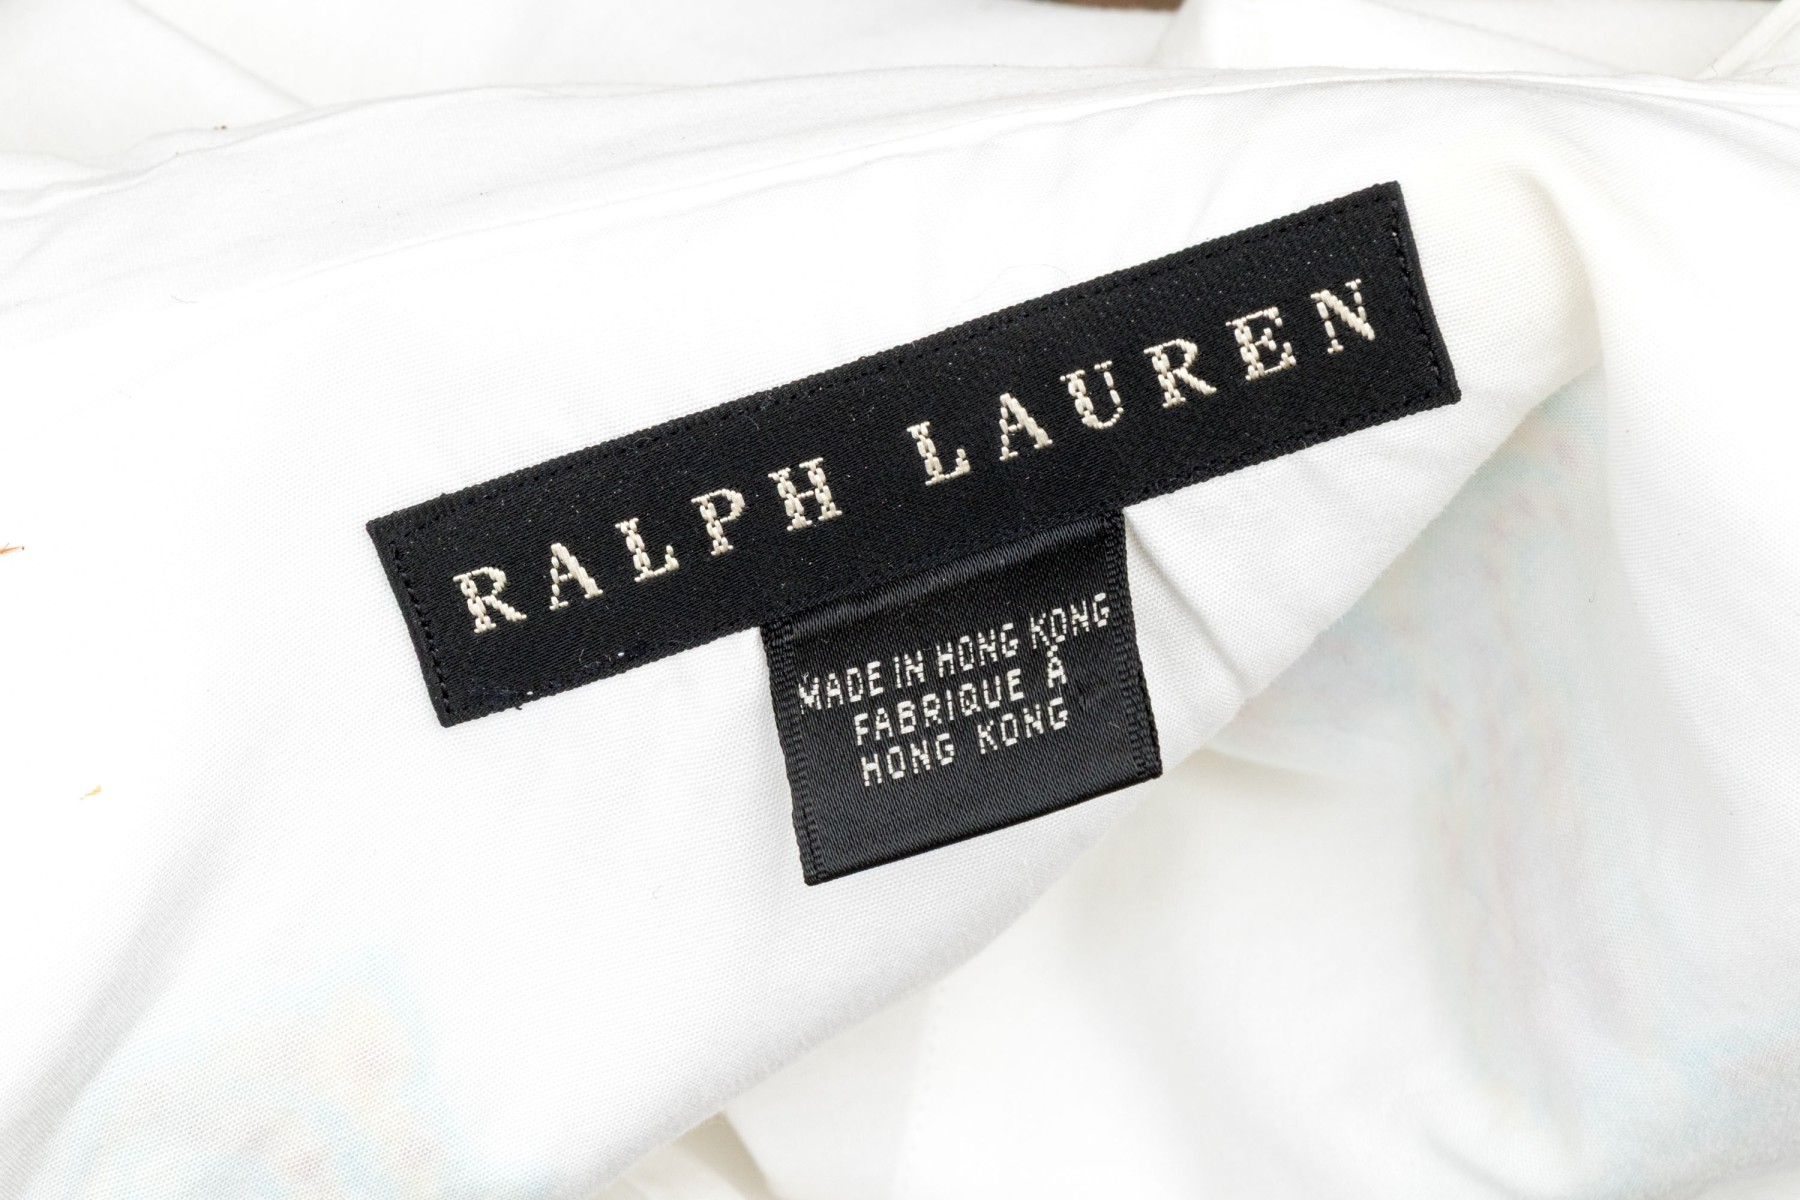 RALPH LAUREN
MADE IN HONG KONG
FABRIQUE Â
HONG KONG